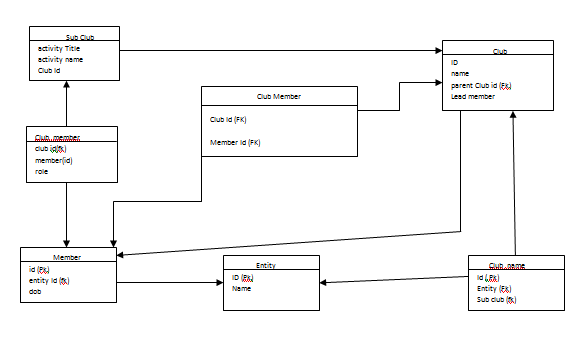 Sub Club
activity Title
activity name
Club Id
Club
ID
name
parent Club id (Fk)
Lead member
Club Member
Club Id (FK)
Member Id (FK)
Club_member
club id(fk)
member(id)
role
Member
id (Pk)
entity Id (fk)
dob
Entity
ID (Pk)
Name
Club_name
Id (,Pk)
Entity (Fk)
Sub club (fk)